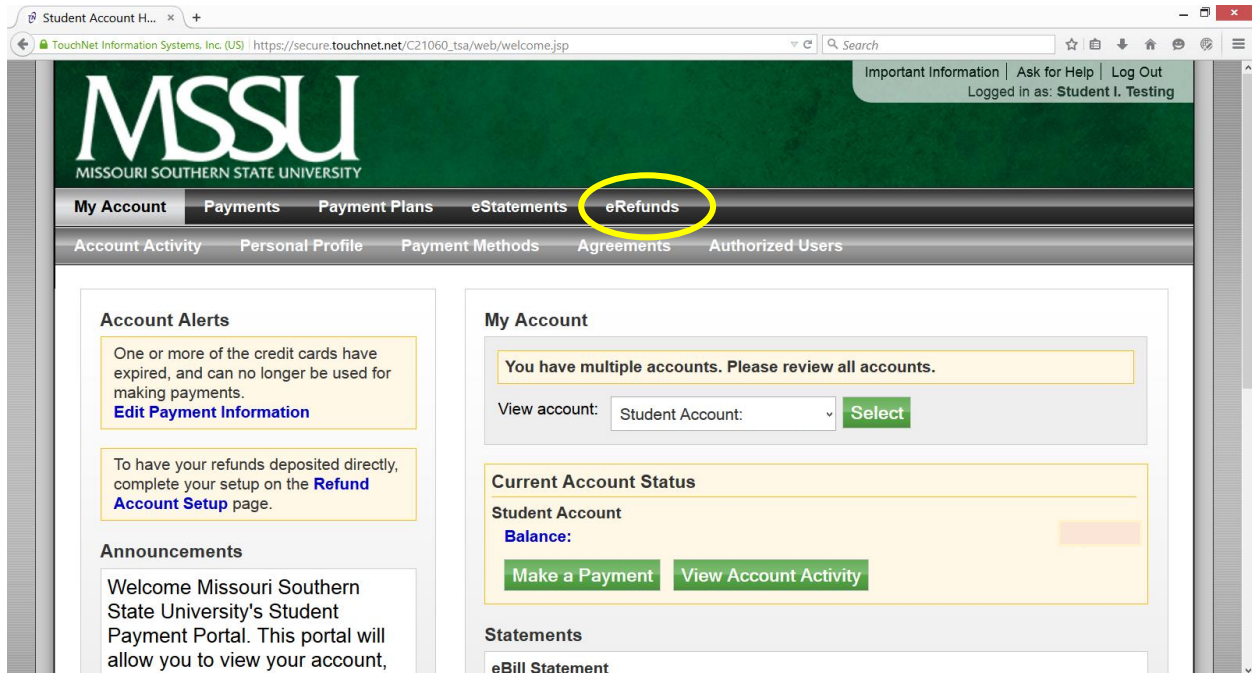 Student Account H... × +
TouchNet Information Systems, Inc. (US) https://secure.touchnet.net/C21060_tsa/web/welcome.jsp Search
Important Information | Ask for Help | Log Out
Logged in as: Student I. Testing
MSSU
MISSOURI SOUTHERN STATE UNIVERSITY
My Account Payments Payment Plans eStatements eRefunds
Account Activity Personal Profile Payment Methods Agreements Authorized Users
Account Alerts
One or more of the credit cards have
expired, and can no longer be used for
making payments.
Edit Payment Information
To have your refunds deposited directly,
complete your setup on the Refund
Account Setup page.
Announcements
Welcome Missouri Southern
State University's Student
Payment Portal. This portal will
allow you to view your account,
My Account
You have multiple accounts. Please review all accounts.
View account: Student Account: Select
Current Account Status
Student Account
Balance:
Make a Payment View Account Activity
Statements
eBill Statement